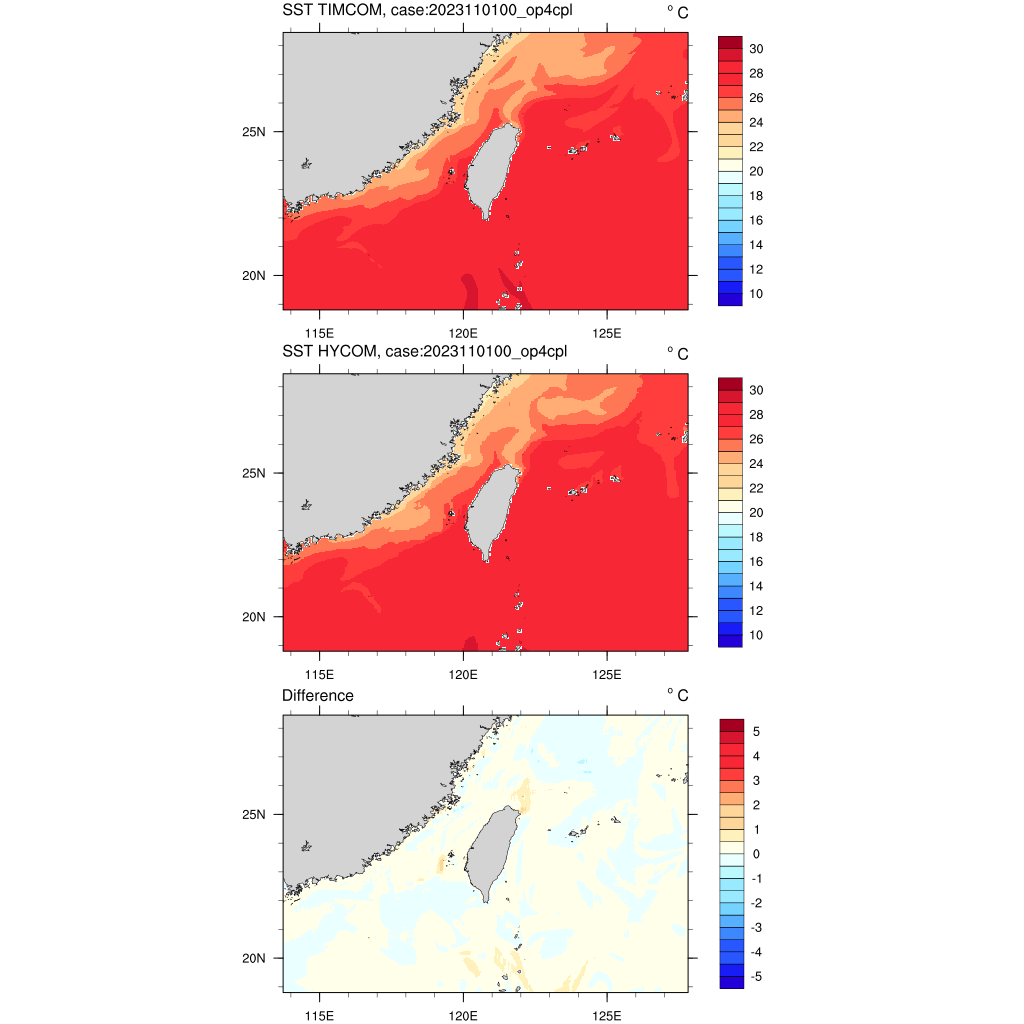 SST TIMCOM, case:2023110100_op4cpl
° C
25N
20N
115E 120E 125E
30
28
26
24
22
20
18
16
14
12
10
SST HYCOM, case:2023110100_op4cpl
° C
25N
20N
115E 120E 125E
30
28
26
24
22
20
18
16
14
12
10
Difference
° C
25N
20N
115E 120E 125E
5
4
3
2
1
0
-1
-2
-3
-4
-5